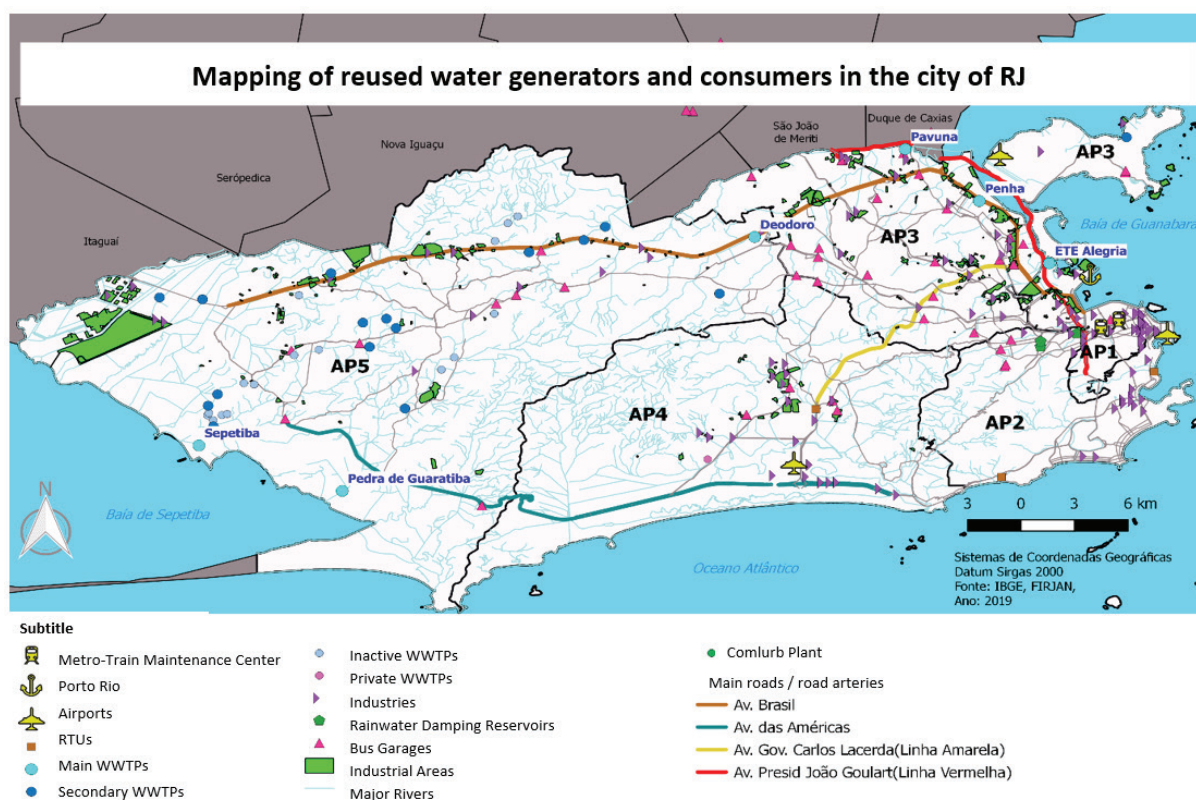 Mapping of reused water generators and consumers in the city of RJ
Duque de Caxias
São João
de Meriti
Pavuna
Nova Iguaçu
AP3
Serópedica
Penha
Deodoro
Baía de Guanabara
Itaguaí
AP3
ETE Alegria
AP1
AP5
AP4
AP2
Sepetiba
Pedra de Guaratiba
N
3 0 3 6 km
Baía de Sepetiba
Sistemas de Coordenadas Geográficas
Datum Sirgas 2000
Fonte: IBGE, FIRJAN,
Ano: 2019
Oceano Atlântico
Subtitle
Metro-Train Maintenance Center
Porto Rio
Airports
RTUs
Main WWTPs
Secondary WWTPs
Inactive WWTPs
Private WWTPs
Industries
Rainwater Damping Reservoirs
Bus Garages
Industrial Areas
Major Rivers
Comlurb Plant
Main roads / road arteries
Av. Brasil
Av. das Américas
Av. Gov. Carlos Lacerda(Linha Amarela)
Av. Presid João Goulart(Linha Vermelha)